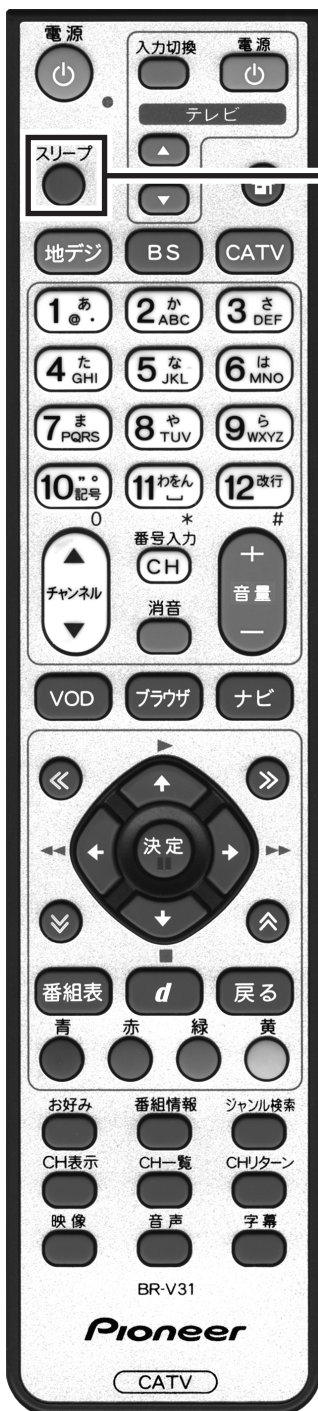 電源
入力切換 電源
テレビ
スリープ
地デジ BS CATV
1 あ @. 2 か ABC 3 さ DEF
4 た GHI 5 な JKL 6 は MNO
7 ま PQRS 8 や TUV 9 ら WXYZ
10 ゛゜ 記号 11 わをん 12 改行
0 * #
番号入力
CH
チャンネル
消音
+
音量
-
VOD ブラウザ ナビ
決定
番組表 d 戻る
青 赤 緑 黄
お好み 番組情報 ジャンル検索
CH表示 CH一覧 CHリターン
映像 音声 字幕
BR-V31
Pioneer
CATV